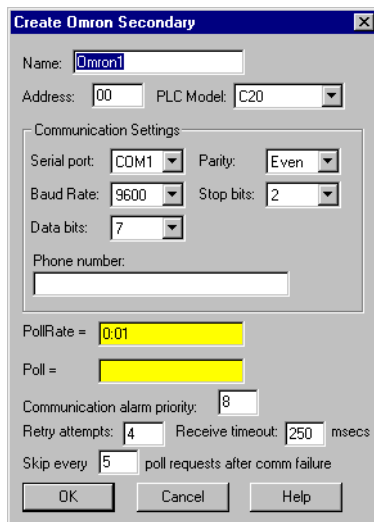 Create Omron Secondary
Name: Omron1
Address: 00 PLC Model: C20
Communication Settings
Serial port: COM1 Parity: Even
Baud Rate: 9600 Stop bits: 2
Data bits: 7
Phone number:
PollRate = 0:01
Poll =
Communication alarm priority: 8
Retry attempts: 4 Receive timeout: 250 msecs
Skip every 5 poll requests after comm failure
OK Cancel Help